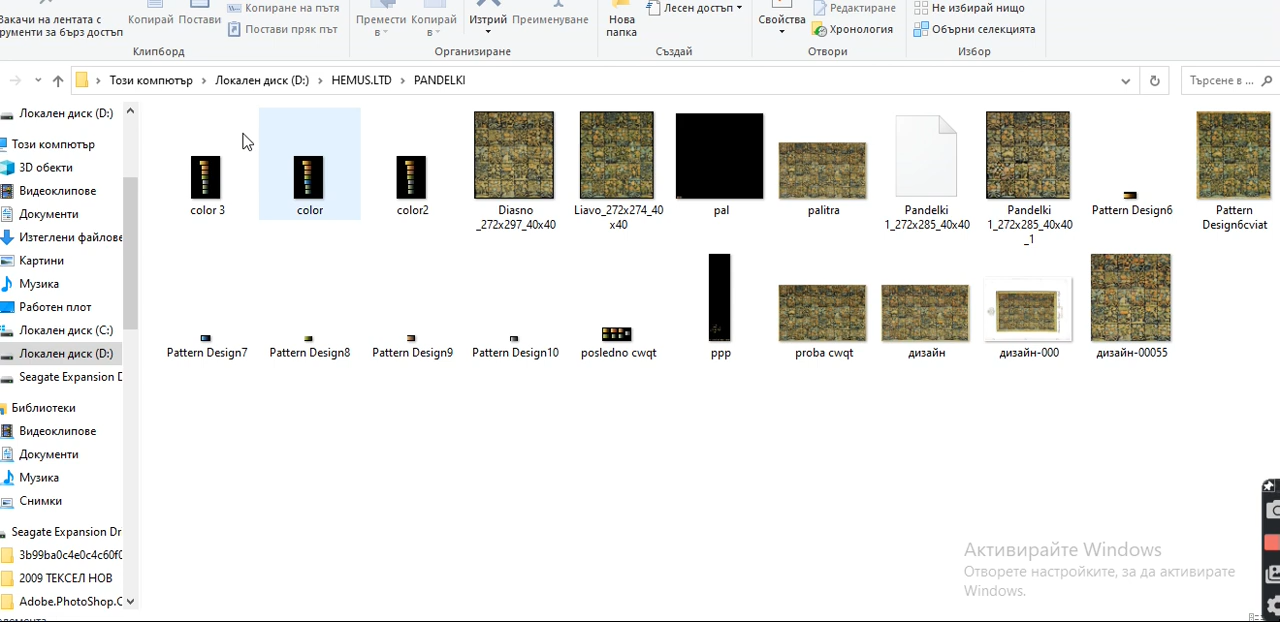 Закачи на лентата с
рументи за бърз достъп
Копирай
Постави
Копиране на пътя
Постави пряк път
Премести
в
Копирай
в
Изтрий
Преименуване
Нова
папка
Лесен достъп
Свойства
Редактиране
Хронология
Не избирай нищо
Обърни селекцията
Клипборд
Организиране
Създай
Отвори
Избор
Този компютър
Локален диск (D:)
HEMUS.LTD
PANDELKI
Търсене в ...
Локален диск (D:)
Този компютър
3D обекти
Видеоклипове
Документи
Изтеглени файлове
Картини
Музика
Работен плот
Локален диск (C:)
Локален диск (D:)
Seagate Expansion D
Библиотеки
Видеоклипове
Документи
Музика
Снимки
Seagate Expansion Dr
3b99ba0c4e0c4c60f0
2009 ТЕКСЕЛ НОВ
Adobe.PhotoShop.C
color 3
color
color2
Diasno
_272x297_40x40
Liavo_272x274_40
x40
pal
palitra
Pandelki
1_272x285_40x40
Pandelki
1_272x285_40x40
_1
Pattern Design6
Pattern
Design6cviat
Pattern Design7
Pattern Design8
Pattern Design9
Pattern Design10
posledno cwqt
ppp
proba cwqt
дизайн
дизайн-000
дизайн-00055
Активирайте Windows
Отворете настройките, за да активирате
Windows.